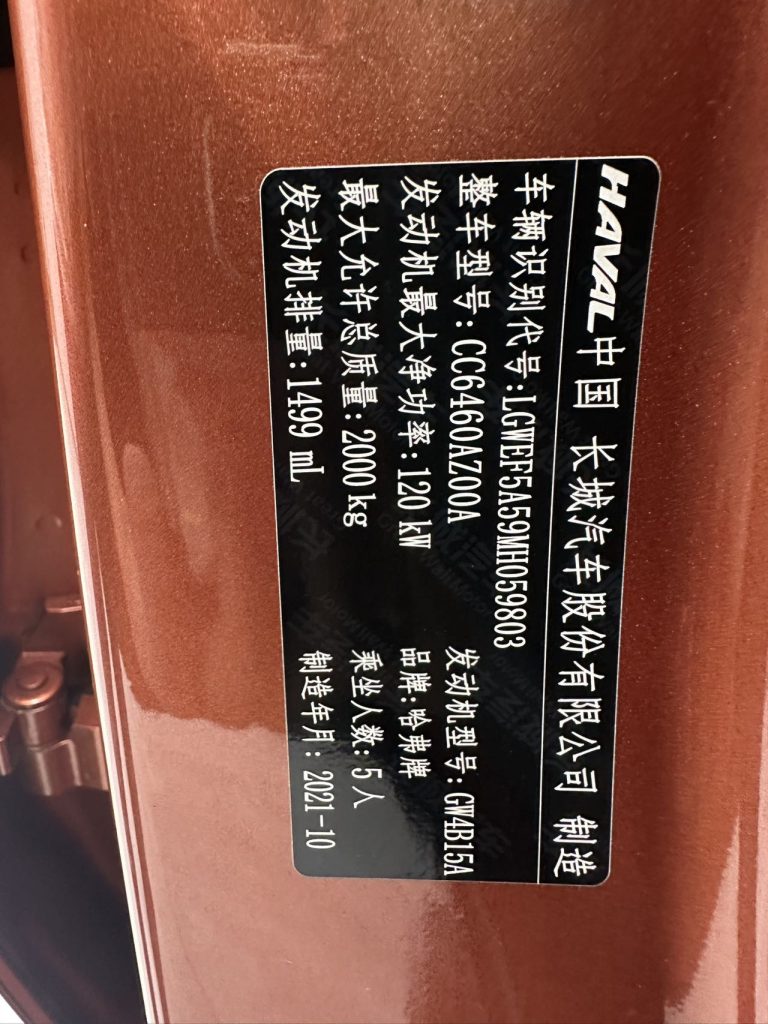 HAVAL中国 长城汽车股份有限公司 制造
车辆识别代号:LGWEF5A59MH059803
整车型号:CC6460AZ00A 发动机型号:GW4B15A
发动机最大净功率:120 kW 品牌:哈弗牌
最大允许总质量:2000 kg 乘坐人数:5人
发动机排量:1499 mL 制造年月:2021-10